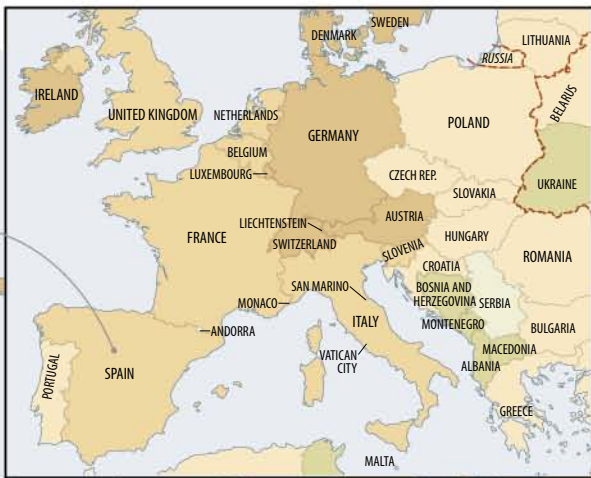 SWEDEN
DENMARK
LITHUANIA
RUSSIA
IRELAND
UNITED KINGDOM
BELARUS
NETHERLANDS
POLAND
GERMANY
BELGIUM
LUXEMBOURG
CZECH REP.
SLOVAKIA
UKRAINE
LIECHTENSTEIN
AUSTRIA
FRANCE
SWITZERLAND
HUNGARY
SLOVENIA
ROMANIA
CROATIA
SAN MARINO
BOSNIA AND
HERZEGOVINA
SERBIA
MONACO
ITALY
MONTENEGRO
BULGARIA
ANDORRA
MACEDONIA
VATICAN
CITY
ALBANIA
PORTUGAL
SPAIN
GREECE
MALTA